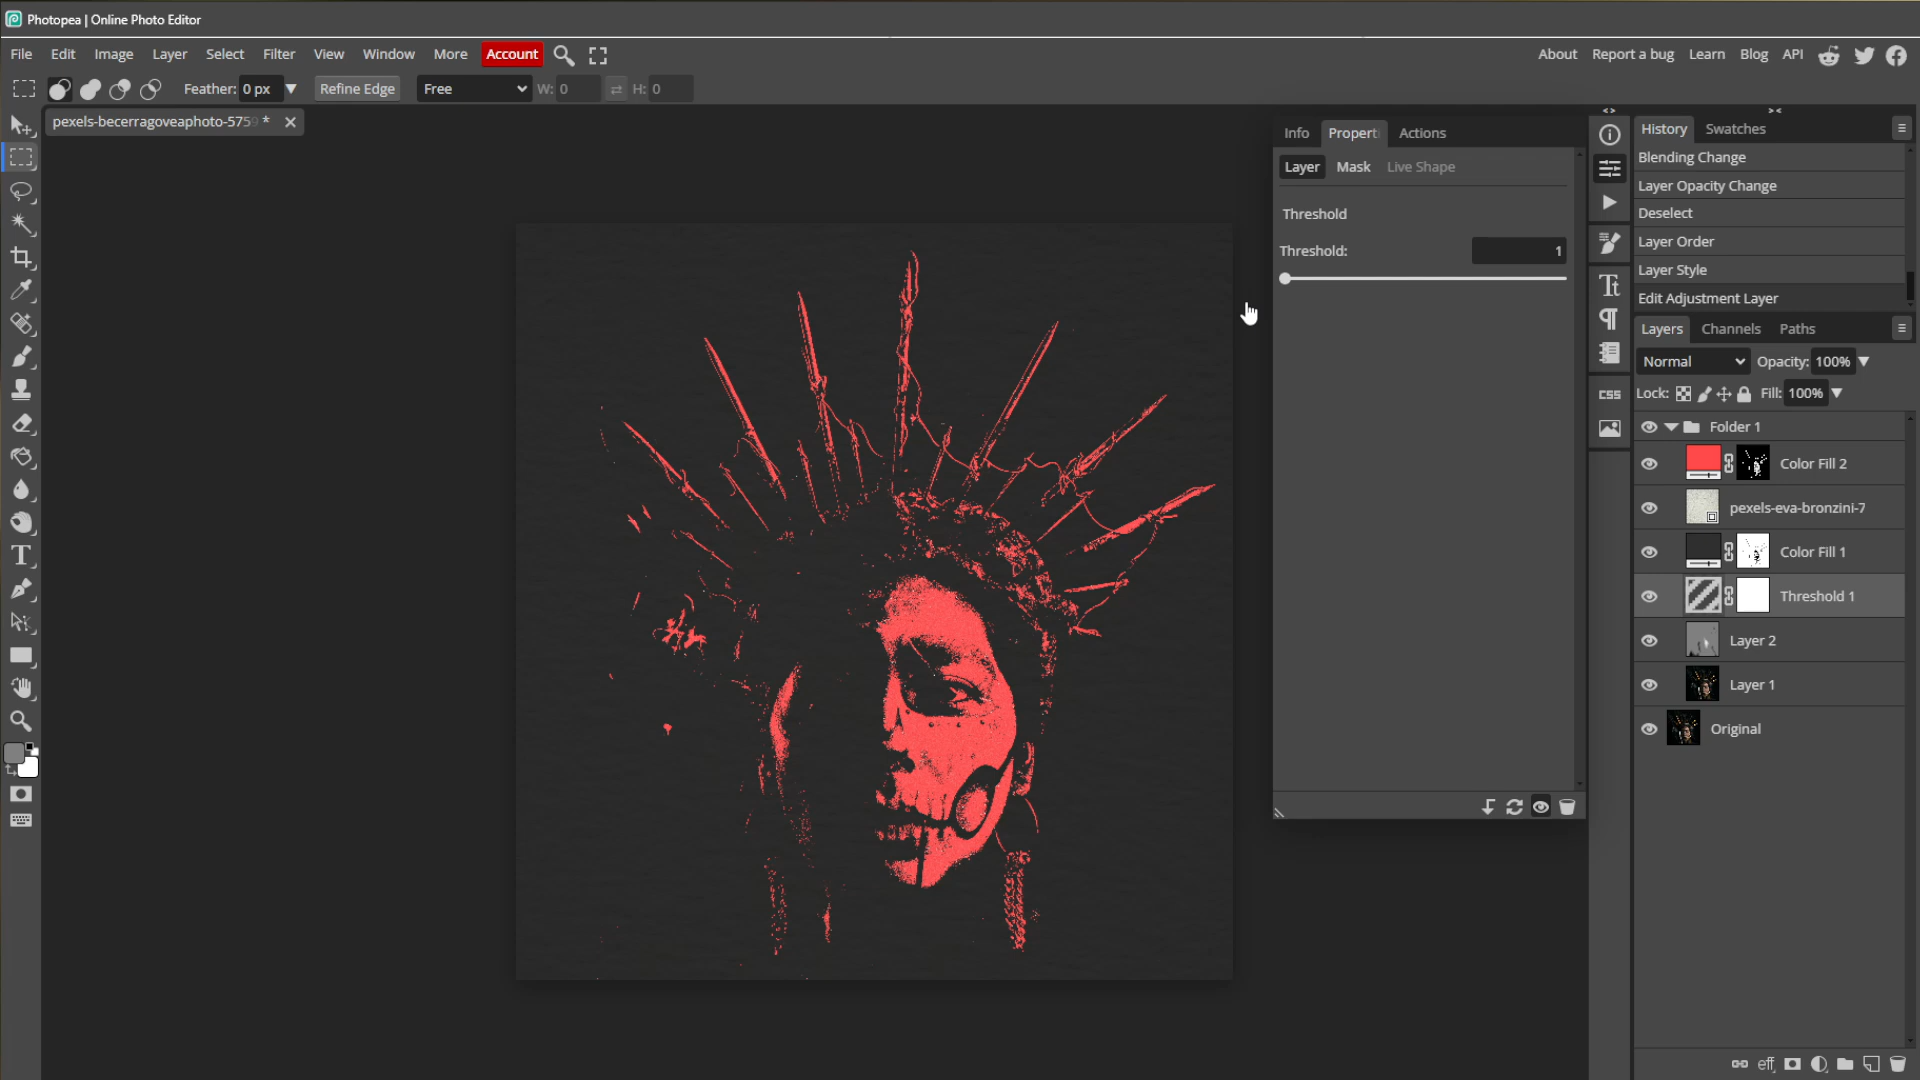 Photopea | Online Photo Editor
File Edit Image Layer Select Filter View Window More Account
About Report a bug Learn Blog API
Feather: 0 px Refine Edge Free W: 0 H: 0
pexels-becerragoveaphoto-5759 *
Info Properti Actions
Layer Mask Live Shape
Threshold
Threshold: 1
History Swatches
Blending Change
Layer Opacity Change
Deselect
Layer Order
Layer Style
Edit Adjustment Layer
Layers Channels Paths
Normal Opacity: 100%
Lock: Fill: 100%
Folder 1
Color Fill 2
pexels-eva-bronzini-7
Color Fill 1
Threshold 1
Layer 2
Layer 1
Original
CSS
eff